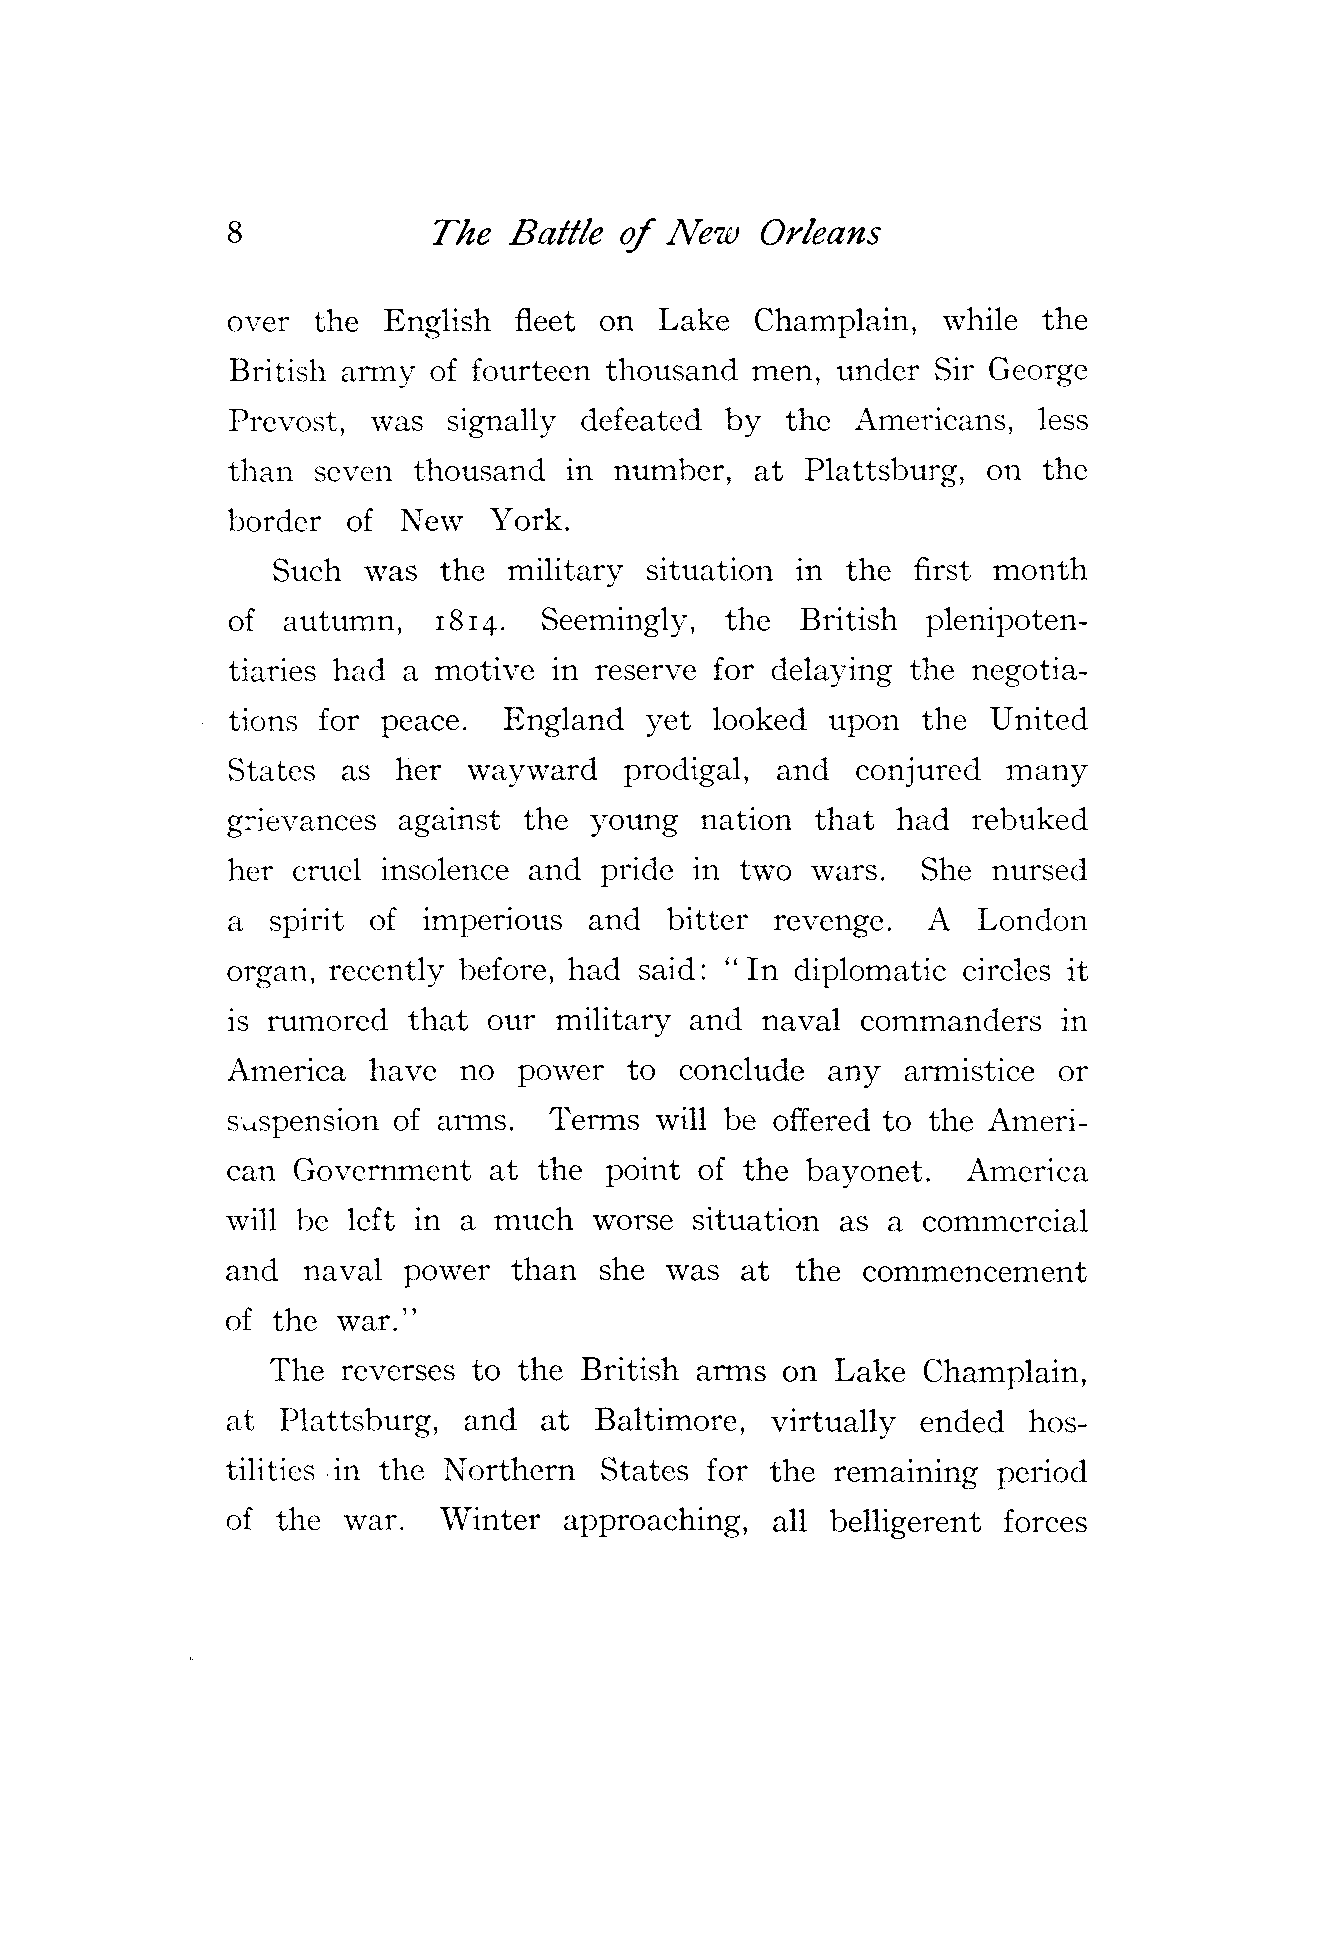 8 The Battle of New Orleans
over the English fleet on Lake Champlain, while the
British army of fourteen thousand men, under Sir George
Prevost, was signally defeated by the Americans, less
than seven thousand in number, at Plattsburg, on the
border of New York.
Such was the military situation in the first month
of autumn, 1814. Seemingly, the British plenipoten-
tiaries had a motive in reserve for delaying the negotia-
tions for peace. England yet looked upon the United
States as her wayward prodigal, and conjured many
grievances against the young nation that had rebuked
her cruel insolence and pride in two wars. She nursed
a spirit of imperious and bitter revenge. A London
organ, recently before, had said: "In diplomatic circles it
is rumored that our military and naval commanders in
America have no power to conclude any armistice or
suspension of arms. Terms will be offered to the Ameri-
can Government at the point of the bayonet. America
will be left in a much worse situation as a commercial
and naval power than she was at the commencement
of the war."
The reverses to the British arms on Lake Champlain,
at Plattsburg, and at Baltimore, virtually ended hos-
tilities in the Northern States for the remaining period
of the war. Winter approaching, all belligerent forces